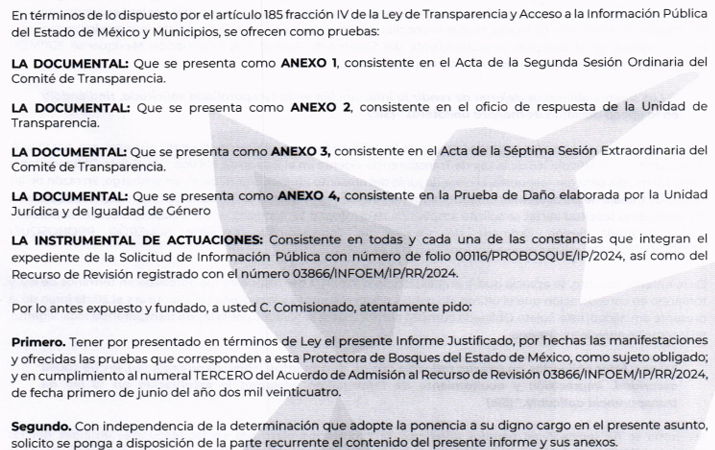 En términos de lo dispuesto por el artículo 185 fracción IV de la Ley de Transparencia y Acceso a la Información Pública
del Estado de México y Municipios, se ofrecen como pruebas:
LA DOCUMENTAL: Que se presenta como ANEXO 1, consistente en el Acta de la Segunda Sesión Ordinaria del
Comité de Transparencia.
LA DOCUMENTAL: Que se presenta como ANEXO 2, consistente en el oficio de respuesta de la Unidad de
Transparencia.
LA DOCUMENTAL: Que se presenta como ANEXO 3, consistente en el Acta de la Séptima Sesión Extraordinaria del
Comité de Transparencia.
LA DOCUMENTAL: Que se presenta como ANEXO 4, consistente en la Prueba de Daño elaborada por la Unidad
Jurídica y de Igualdad de Género
LA INSTRUMENTAL DE ACTUACIONES: Consistente en todas y cada una de las constancias que integran el
expediente de la Solicitud de Información Pública con número de folio 00116/PROBOSQUE/IP/2024, así como del
Recurso de Revisión registrado con el número 03866/INFOEM/IP/RR/2024.
Por lo antes expuesto y fundado, a usted C. Comisionado, atentamente pido:
Primero. Tener por presentado en términos de Ley el presente Informe Justificado, por hechas las manifestaciones
y ofrecidas las pruebas que corresponden a esta Protectora de Bosques del Estado de México, como sujeto obligado;
y en cumplimiento al numeral TERCERO del Acuerdo de Admisión al Recurso de Revisión 03866/INFOEM/IP/RR/2024,
de fecha primero de junio del año dos mil veinticuatro.
Segundo. Con independencia de la determinación que adopte la ponencia a su digno cargo en el presente asunto,
solicito se ponga a disposición de la parte recurrente el contenido del presente informe y sus anexos.